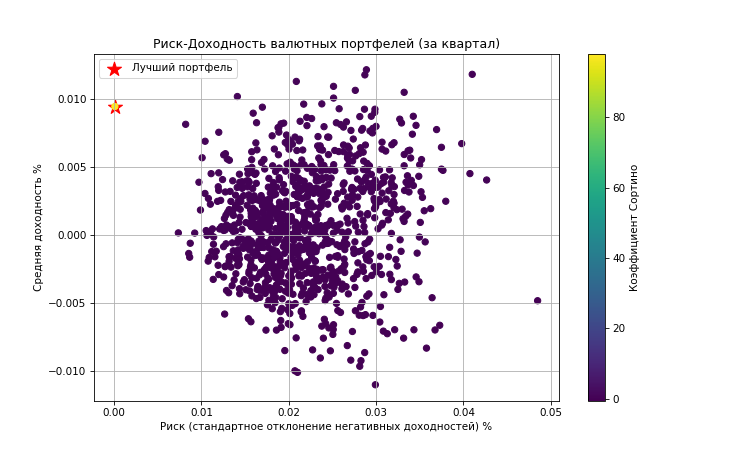 Риск-Доходность валютных портфелей (за квартал)
Лучший портфель
0.010
0.005
0.000
−0.005
−0.010
Средняя доходность %
0.00 0.01 0.02 0.03 0.04 0.05
Риск (стандартное отклонение негативных доходностей) %
80
60
40
20
0
Коэффициент Сортино